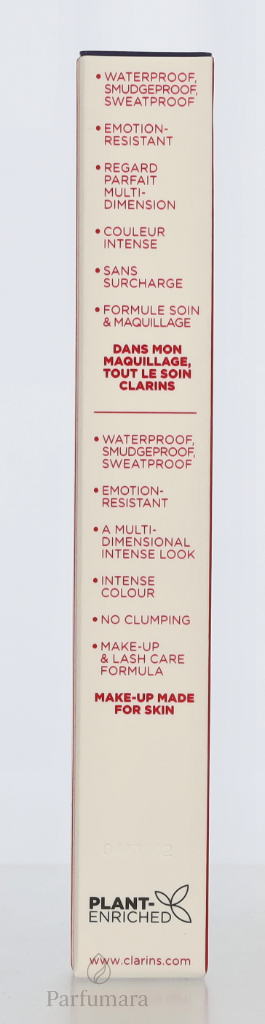 • WATERPROOF,
SMUDGEPROOF,
SWEATPROOF
• EMOTION-
RESISTANT
• REGARD
PARFAIT
MULTI-
DIMENSION
• COULEUR
INTENSE
• SANS
SURCHARGE
• FORMULE SOIN
& MAQUILLAGE
DANS MON
MAQUILLAGE,
TOUT LE SOIN
CLARINS
• WATERPROOF,
SMUDGEPROOF,
SWEATPROOF
• EMOTION-
RESISTANT
• A MULTI-
DIMENSIONAL
INTENSE LOOK
• INTENSE
COLOUR
• NO CLUMPING
• MAKE-UP
& LASH CARE
FORMULA
MAKE-UP MADE
FOR SKIN
PLANT-
ENRICHED
www.clarins.com
Parfumara